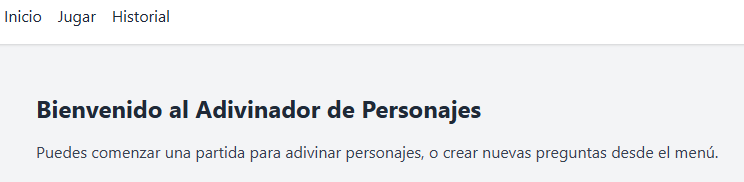 Inicio Jugar Historial
Bienvenido al Adivinador de Personajes
Puedes comenzar una partida para adivinar personajes, o crear nuevas preguntas desde el menú.